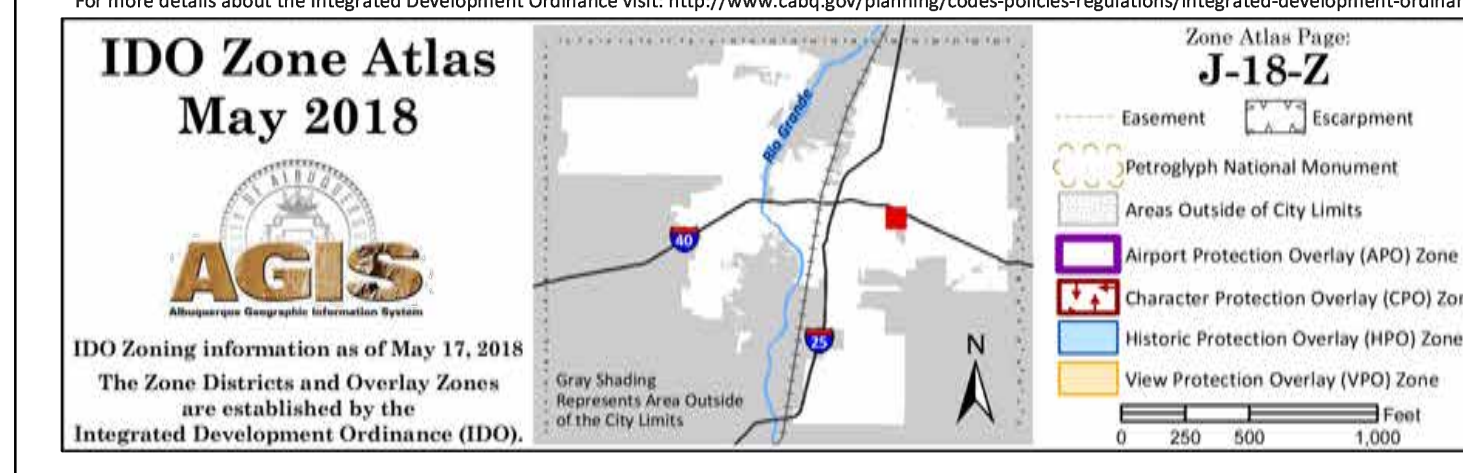 For more details about the Integrated Development Ordinance visit: http://www.cabq.gov/planning/codes-policies-regulations/integrated-development-ordinan
IDO Zone Atlas
May 2018
AGIS
Albuquerque Geographic Information System
IDO Zoning information as of May 17, 2018
The Zone Districts and Overlay Zones
are established by the
Integrated Development Ordinance (IDO).
Rio Grande
40
25
N
Gray Shading
Represents Area Outside
of the City Limits
Zone Atlas Page:
J-18-Z
Easement
Escarpment
Petroglyph National Monument
Areas Outside of City Limits
Airport Protection Overlay (APO) Zone
Character Protection Overlay (CPO) Zon
Historic Protection Overlay (HPO) Zone
View Protection Overlay (VPO) Zone
Feet
0 250 500 1,000